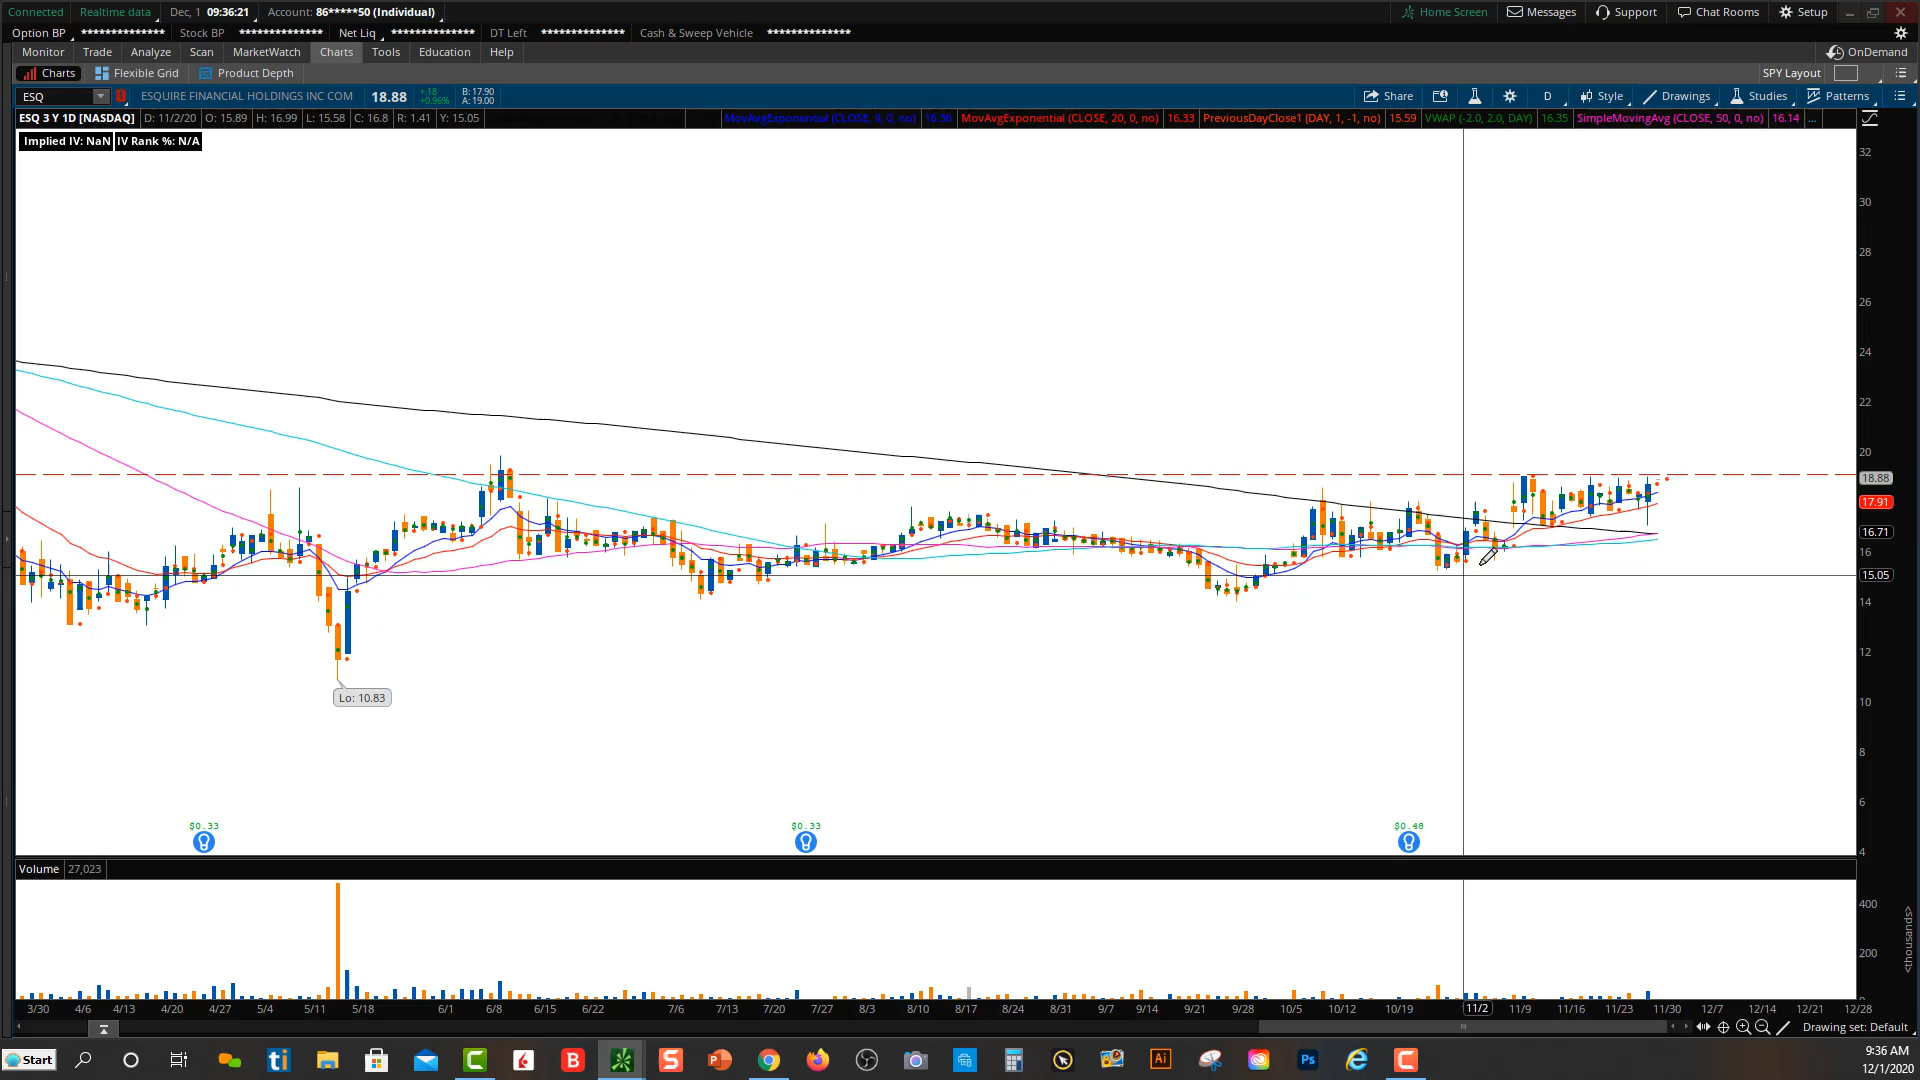 Connected Realtime data Dec, 1 09:36:21 Account: 86*****50 (Individual) Home Screen Messages Support Chat Rooms Setup
Option BP ************** Stock BP ************** Net Liq ************** DT Left ************** Cash & Sweep Vehicle **************
Monitor Trade Analyze Scan MarketWatch Charts Tools Education Help OnDemand
Charts Flexible Grid Product Depth SPY Layout
ESQ ESQUIRE FINANCIAL HOLDINGS INC COM 18.88 +.18 +0.96% B: 17.90 A: 19.00 Share D Style Drawings Studies Patterns
ESQ 3 Y 1D [NASDAQ] D: 11/2/20 O: 15.89 H: 16.99 L: 15.58 C: 16.8 R: 1.41 Y: 15.05 MovAvgExponential (CLOSE, 9, 0, no) 16.36 MovAvgExponential (CLOSE, 20, 0, no) 16.33 PreviousDayClose1 (DAY, 1, -1, no) 15.59 VWAP (-2.0, 2.0, DAY) 16.35 SimpleMovingAvg (CLOSE, 50, 0, no) 16.14 ...
Implied IV: NaN IV Rank %: N/A
32
30
28
26
24
22
20
18.88
17.91
16.71
16
15.05
14
12
Lo: 10.83
10
8
6
$0.33 $0.33 $0.48
4
Volume 27,023
400
200
<thousands>
0
3/30 4/6 4/13 4/20 4/27 5/4 5/11 5/18 6/1 6/8 6/15 6/22 7/6 7/13 7/20 7/27 8/3 8/10 8/17 8/24 8/31 9/7 9/14 9/21 9/28 10/5 10/12 10/19 11/2 11/9 11/16 11/23 11/30 12/7 12/14 12/21 12/28
Drawing set: Default
Start
9:36 AM
12/1/2020